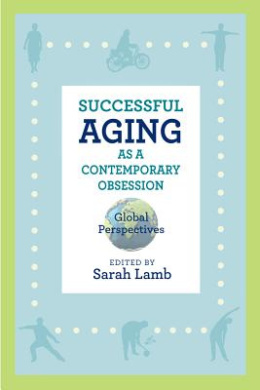 SUCCESSFUL
AGING
AS A
CONTEMPORARY
OBSESSION
Global
Perspectives
EDITED BY
Sarah Lamb